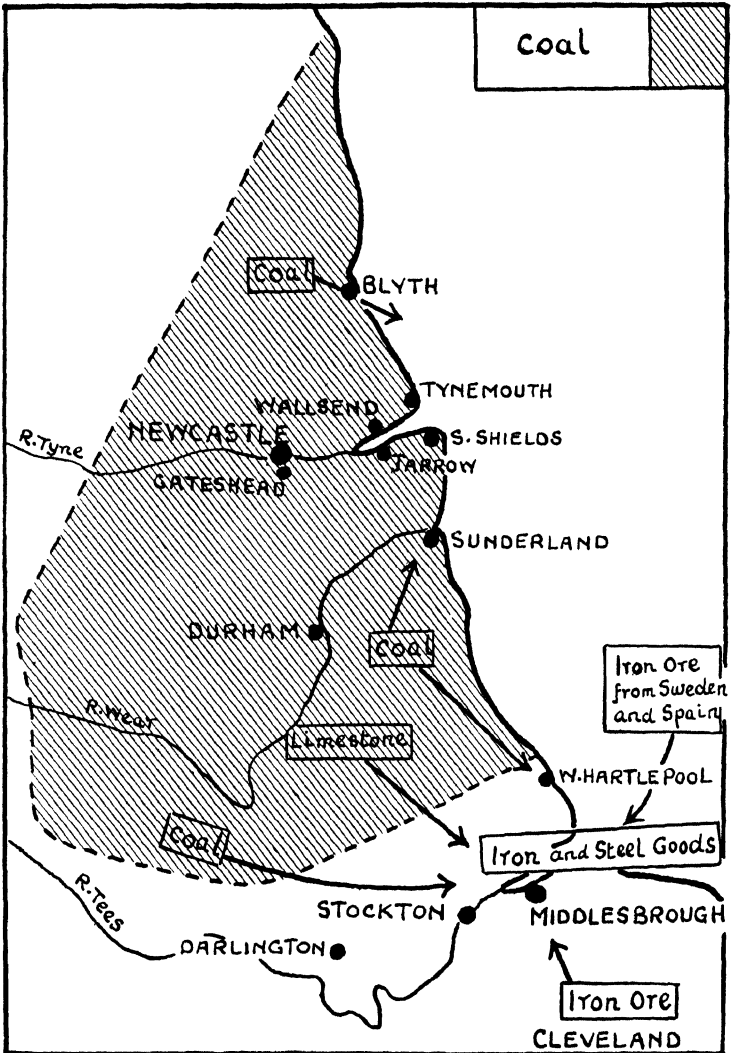 Coal
Coal
BLYTH
TYNEMOUTH
WALLSEND
NEWCASTLE
S. SHIELDS
R. Tyne
JARROW
GATESHEAD
SUNDERLAND
DURHAM
Coal
Iron Ore
from Sweden
and Spain
R. Wear
Limestone
W. HARTLEPOOL
Coal
Iron and Steel Goods
R. Tees
STOCKTON
MIDDLESBROUGH
DARLINGTON
Iron Ore
CLEVELAND